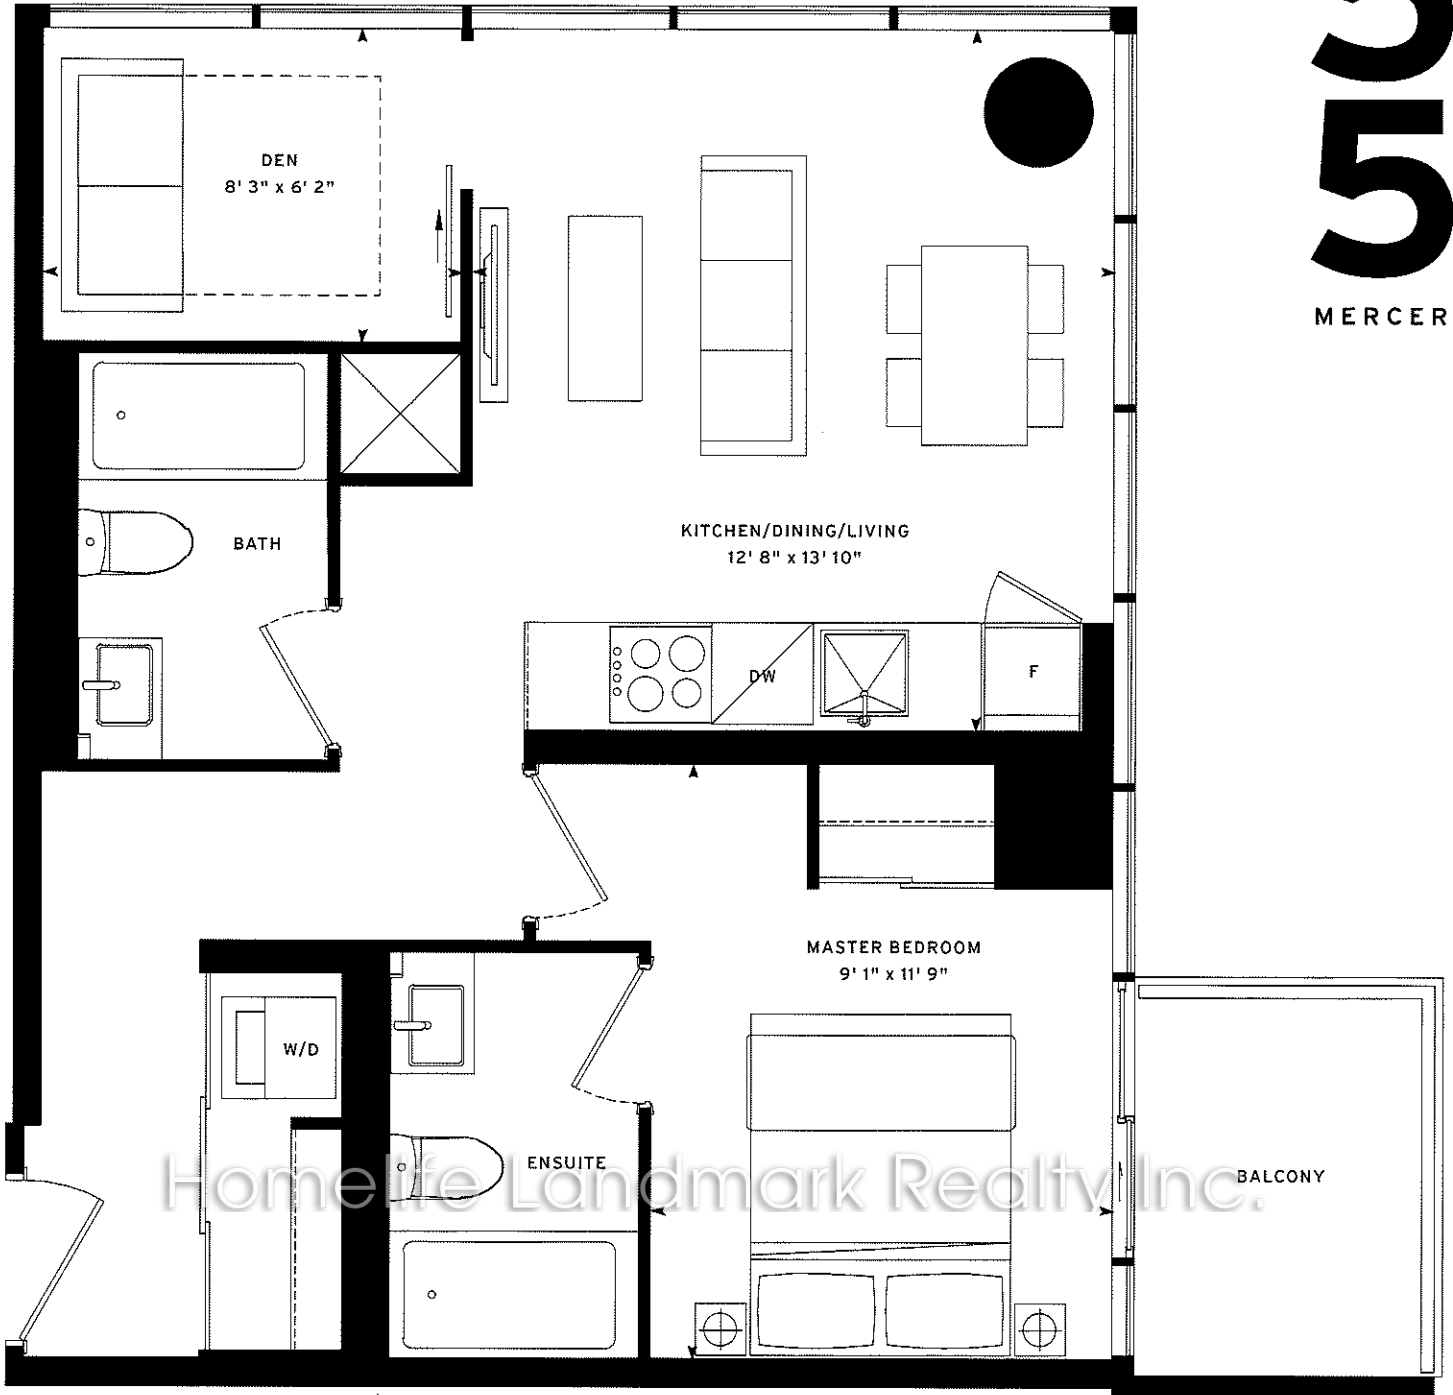 35
MERCER
DEN
8' 3" x 6' 2"
BATH
KITCHEN/DINING/LIVING
12' 8" x 13' 10"
DW
F
MASTER BEDROOM
9' 1" x 11' 9"
W/D
ENSUITE
BALCONY
Homelife Landmark Realty Inc.